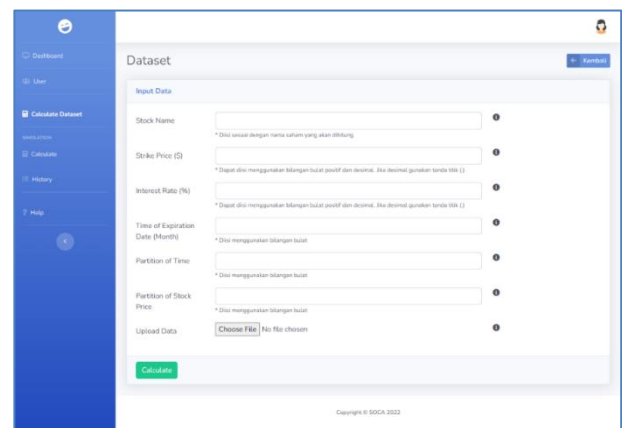 Dashboard
User
Calculate Dataset
NAVIGATION
Calculate
History
? Help
Dataset
← Kembali
Input Data
Stock Name
* Diisi sesuai dengan nama saham yang akan dihitung
Strike Price ($)
* Dapat diisi menggunakan bilangan bulat positif dan desimal. Jika desimal gunakan tanda titik (.)
Interest Rate (%)
* Dapat diisi menggunakan bilangan bulat positif dan desimal. Jika desimal gunakan tanda titik (.)
Time of Expiration
Date (Month)
* Diisi menggunakan bilangan bulat
Partition of Time
* Diisi menggunakan bilangan bulat
Partition of Stock
Price
* Diisi menggunakan bilangan bulat
Upload Data
Choose File No file chosen
Calculate
Copyright © SOCA 2022